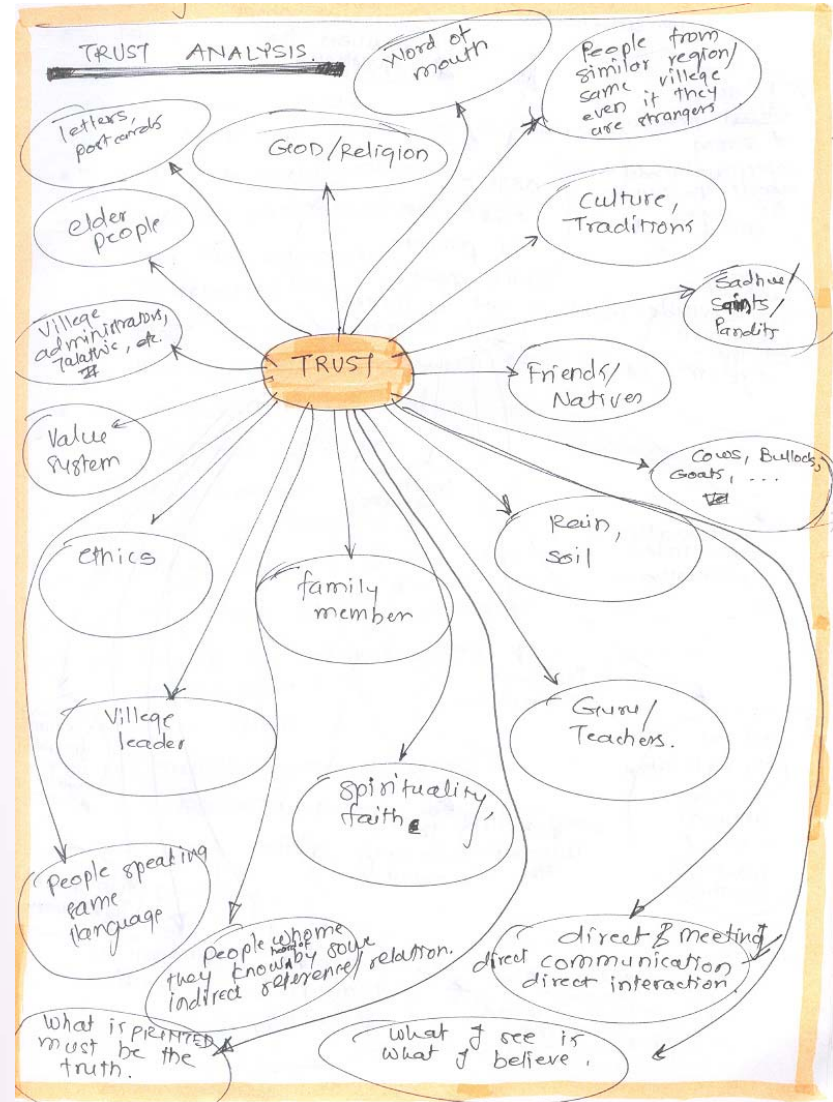 TRUST ANALYSIS.
Word of
mouth
People from
similar region/
same village
even if they
are strangers
letters,
postcards
GOD/Religion
elder
people
Culture,
Traditions
Sadhus/
Saints/
Pandits
Village
administrators,
Talathi, etc.
TRUST
Friends/
Natives
Value
system
Cows, Bullocks,
Goats, ...
Rain,
soil
ethics
family
member
Village
leader
Guru/
Teachers.
spirituality,
faith
People speaking
same
language
People whome
they know by some
indirect reference/relation.
direct meeting
direct communication
direct interaction
What is PRINTED
must be the
truth.
what I see is
what I believe.